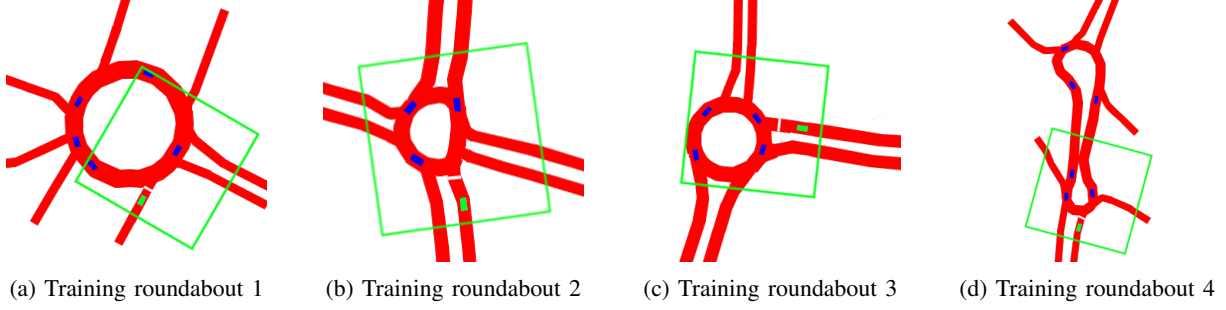 (a) Training roundabout 1
(b) Training roundabout 2
(c) Training roundabout 3
(d) Training roundabout 4